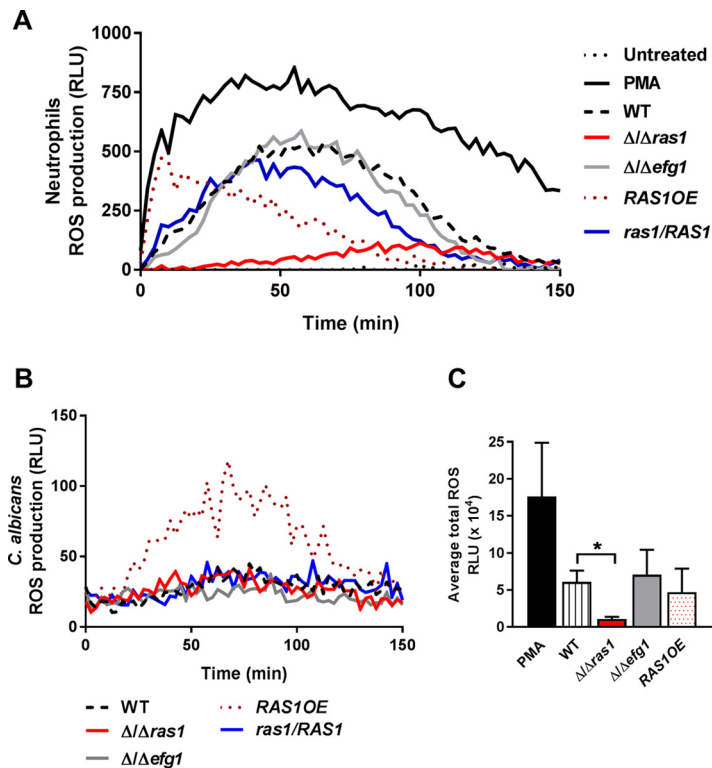 A
Neutrophils
ROS production (RLU)
1000
750
500
250
0
0
50
100
150
Time (min)
Untreated
PMA
WT
Δ/Δras1
Δ/Δefg1
RAS1OE
ras1/RAS1
B
C. albicans
ROS production (RLU)
150
100
50
0
0
50
100
150
Time (min)
WT
RAS1OE
Δ/Δras1
ras1/RAS1
Δ/Δefg1
C
Average total ROS
RLU (x 10⁴)
25
20
15
10
5
0
*
PMA
WT
Δ/Δras1
Δ/Δefg1
RAS1OE